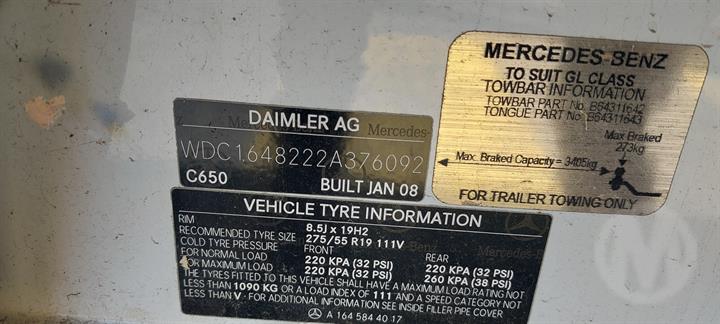 DAIMLER AG
Mercedes-
WDC1648222A376092
C650
BUILT JAN 08
MERCEDES BENZ
TO SUIT GL CLASS
TOWBAR INFORMATION
TOWBAR PART No. B64311642
TONGUE PART No. B64311643
Max Braked
273kg
Max. Braked Capacity = 3405kg
FOR TRAILER TOWING ONLY
VEHICLE TYRE INFORMATION
RIM 8.5J x 19H2
RECOMMENDED TYRE SIZE 275/55 R19 111V
COLD TYRE PRESSURE FRONT REAR
FOR NORMAL LOAD 220 KPA (32 PSI) 220 KPA (32 PSI)
FOR MAXIMUM LOAD 220 KPA (32 PSI) 260 KPA (38 PSI)
THE TYRES FITTED TO THIS VEHICLE SHALL HAVE A MAXIMUM LOAD RATING NOT
LESS THAN 1090 KG OR A LOAD INDEX OF 111 AND A SPEED CATEGORY NOT
LESS THAN V - FOR ADDITIONAL INFORMATION SEE INSIDE FILLER PIPE COVER
A 164 584 40 17